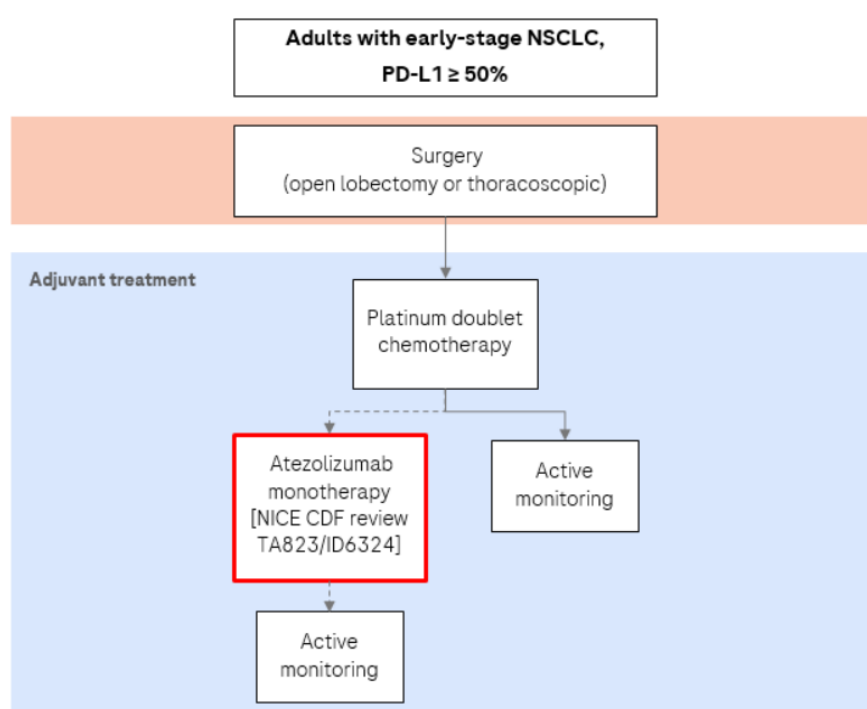 Adults with early-stage NSCLC,
PD-L1 ≥ 50%
Surgery
(open lobectomy or thoracoscopic)
Adjuvant treatment
Platinum doublet
chemotherapy
Atezolizumab
monotherapy
[NICE CDF review
TA823/ID6324]
Active
monitoring
Active
monitoring